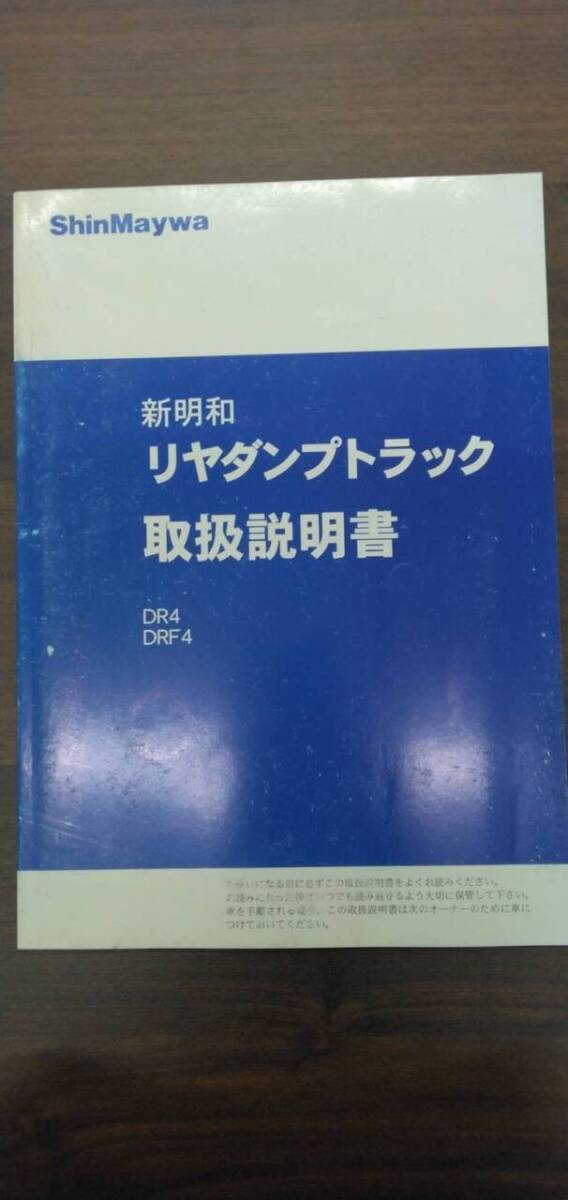 ShinMaywa
新明和
リヤダンプトラック
取扱説明書
DR4
DRF4
お使いになる前に必ずこの取扱説明書をよくお読みください。
お読みになった後はいつでも読み返せるよう大切に保管して下さい。
車を手離される場合、この取扱説明書は次のオーナーのために車に
つけておいてください。